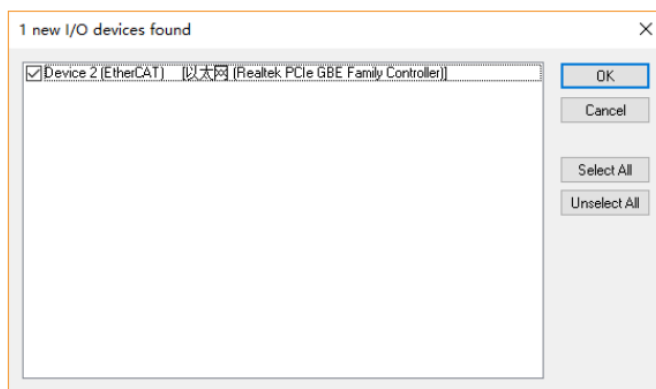 1 new I/O devices found
Device 2 (EtherCAT) [以太网 (Realtek PCIe GBE Family Controller)]
OK
Cancel
Select All
Unselect All